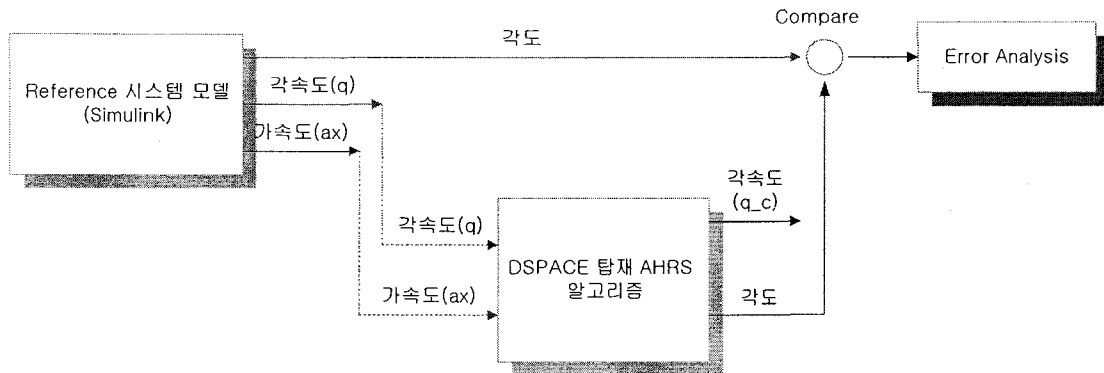 Compare
각도
Reference 시스템 모델
(Simulink)
Error Analysis
각속도(q)
가속도(ax)
각속도
(q_c)
각속도(q)
DSPACE 탑재 AHRS
알고리즘
가속도(ax)
각도